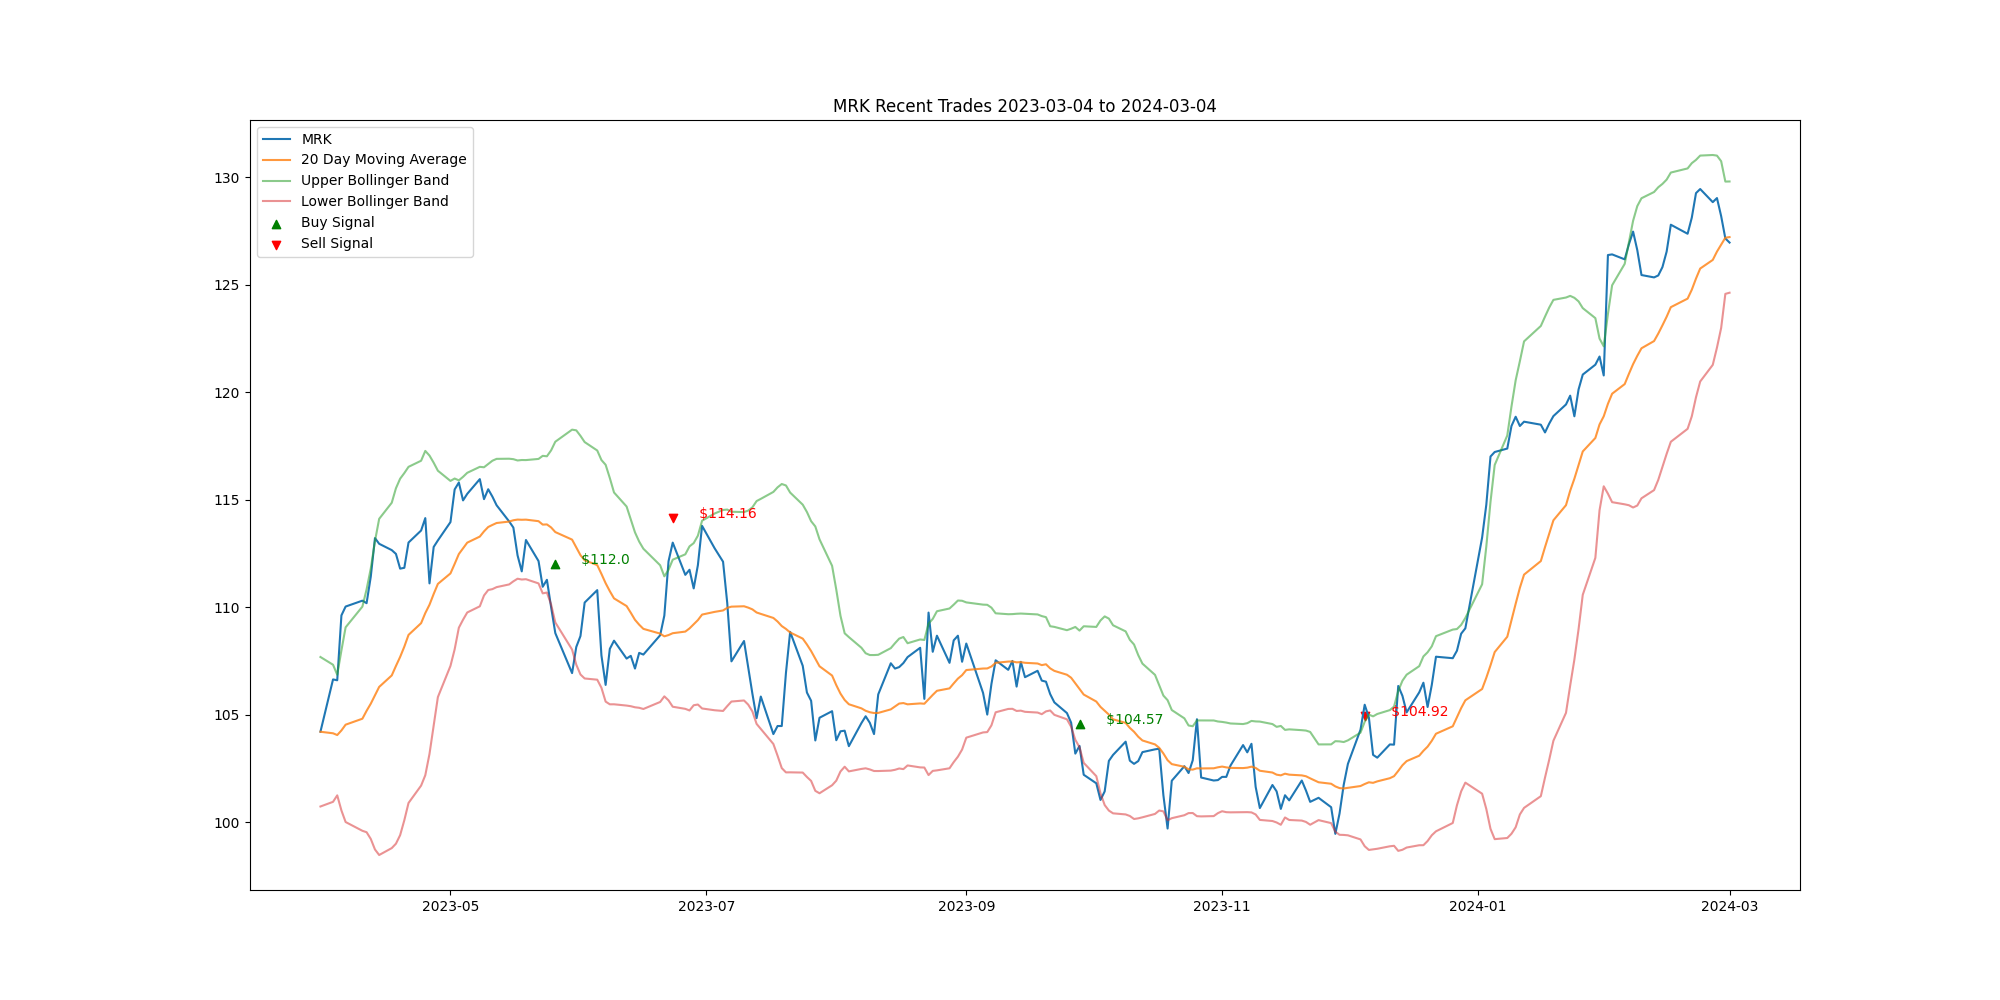 MRK Recent Trades 2023-03-04 to 2024-03-04
MRK
20 Day Moving Average
Upper Bollinger Band
Lower Bollinger Band
Buy Signal
Sell Signal
130
125
120
115
110
105
100
$112.0
$114.16
$104.57
$104.92
2023-05
2023-07
2023-09
2023-11
2024-01
2024-03